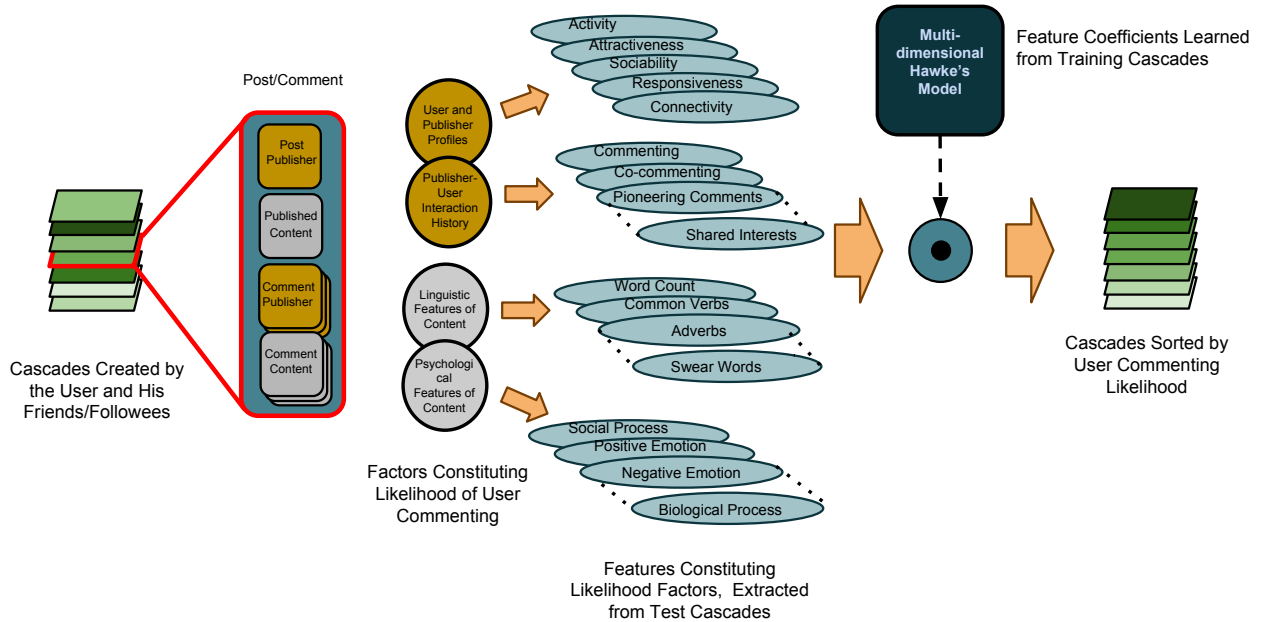 Post/Comment
Post
Publisher
Published
Content
Comment
Publisher
Comment
Content
Cascades Created by
the User and His
Friends/Followees
User and
Publisher
Profiles
Publisher-
User
Interaction
History
Linguistic
Features of
Content
Psychologi
cal
Features of
Content
Factors Constituting
Likelihood of User
Commenting
Activity
Attractiveness
Sociability
Responsiveness
Connectivity
Commenting
Co-commenting
Pioneering Comments
Shared Interests
Word Count
Common Verbs
Adverbs
Swear Words
Social Process
Positive Emotion
Negative Emotion
Biological Process
Features Constituting
Likelihood Factors, Extracted
from Test Cascades
Multi-
dimensional
Hawke's
Model
Feature Coefficients Learned
from Training Cascades
Cascades Sorted by
User Commenting
Likelihood